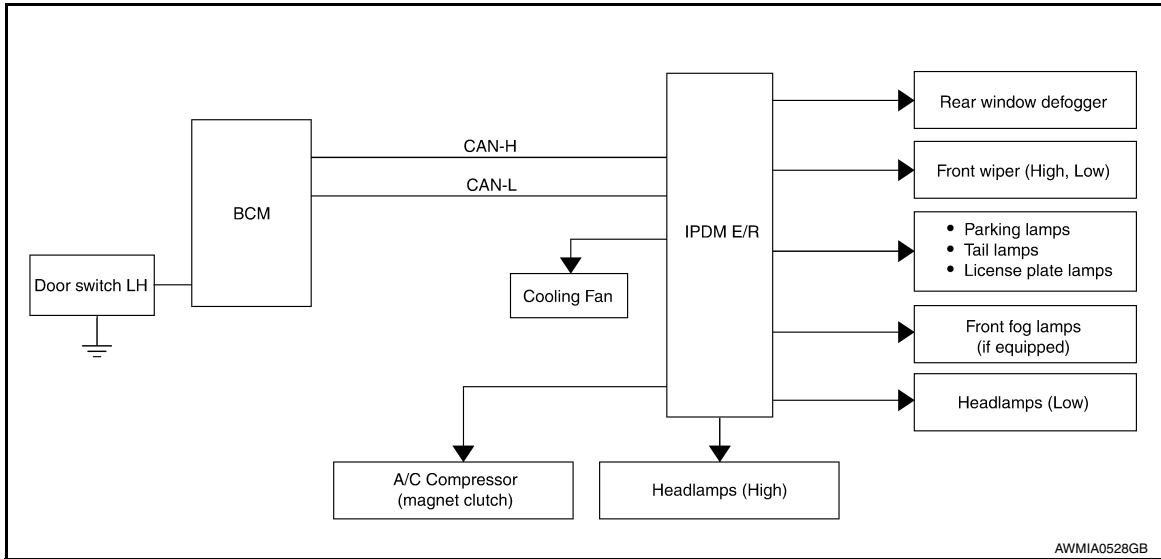 CAN-H
CAN-L
BCM
Door switch LH
IPDM E/R
Cooling Fan
A/C Compressor
(magnet clutch)
Headlamps (High)
Rear window defogger
Front wiper (High, Low)
• Parking lamps
• Tail lamps
• License plate lamps
Front fog lamps
(if equipped)
Headlamps (Low)
AWMIA0528GB